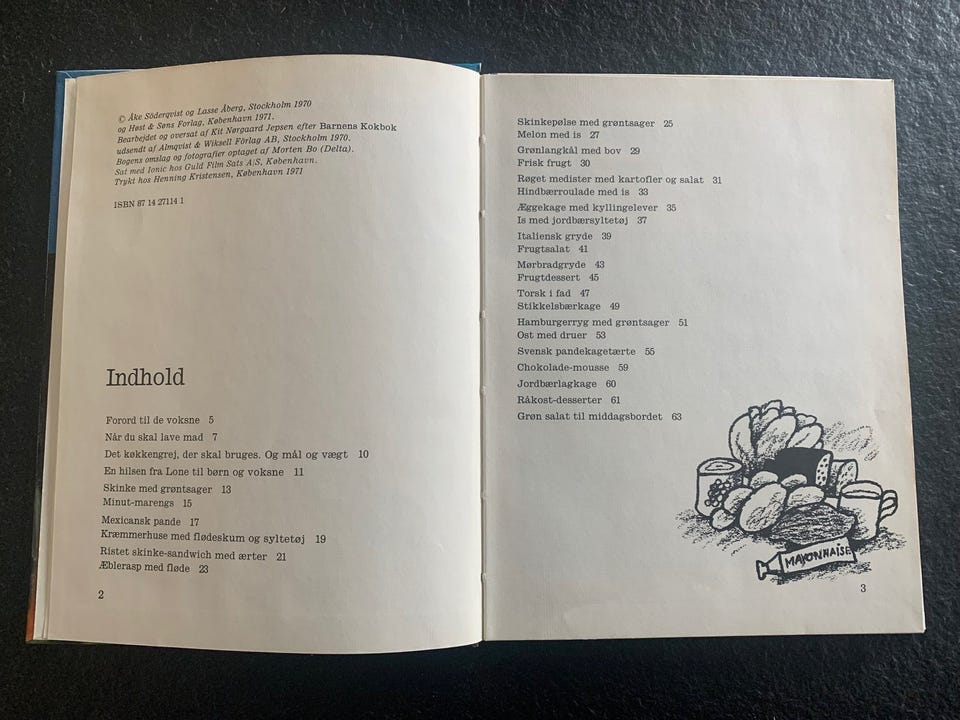 © Åke Söderqvist og Lasse Åberg, Stockholm 1970
og Høst & Søns Forlag, København 1971.
Bearbejdet og oversat af Kit Nørgaard Jepsen efter Barnens Kokbok
udsendt af Almqvist & Wiksell Förlag AB, Stockholm 1970.
Bogens omslag og fotografier optaget af Morten Bo (Delta).
Sat med Ionic hos Guld Film Sats A/S, København.
Trykt hos Henning Kristensen, København 1971
ISBN 87 14 27114 1
Indhold
Forord til de voksne 5
Når du skal lave mad 7
Det køkkengrej, der skal bruges. Og mål og vægt 10
En hilsen fra Lone til børn og voksne 11
Skinke med grøntsager 13
Minut-marengs 15
Mexicansk pande 17
Kræmmerhuse med flødeskum og syltetøj 19
Ristet skinke-sandwich med ærter 21
Æblerasp med fløde 23
2
Skinkepølse med grøntsager 25
Melon med is 27
Grønlangkål med bov 29
Frisk frugt 30
Røget medister med kartofler og salat 31
Hindbærroulade med is 33
Æggekage med kyllingelever 35
Is med jordbærsyltetøj 37
Italiensk gryde 39
Frugtsalat 41
Mørbradgryde 43
Frugtdessert 45
Torsk i fad 47
Stikkelsbærkage 49
Hamburgerryg med grøntsager 51
Ost med druer 53
Svensk pandekagetærte 55
Chokolade-mousse 59
Jordbærlagkage 60
Råkost-desserter 61
Grøn salat til middagsbordet 63
MAYONNAISE
3